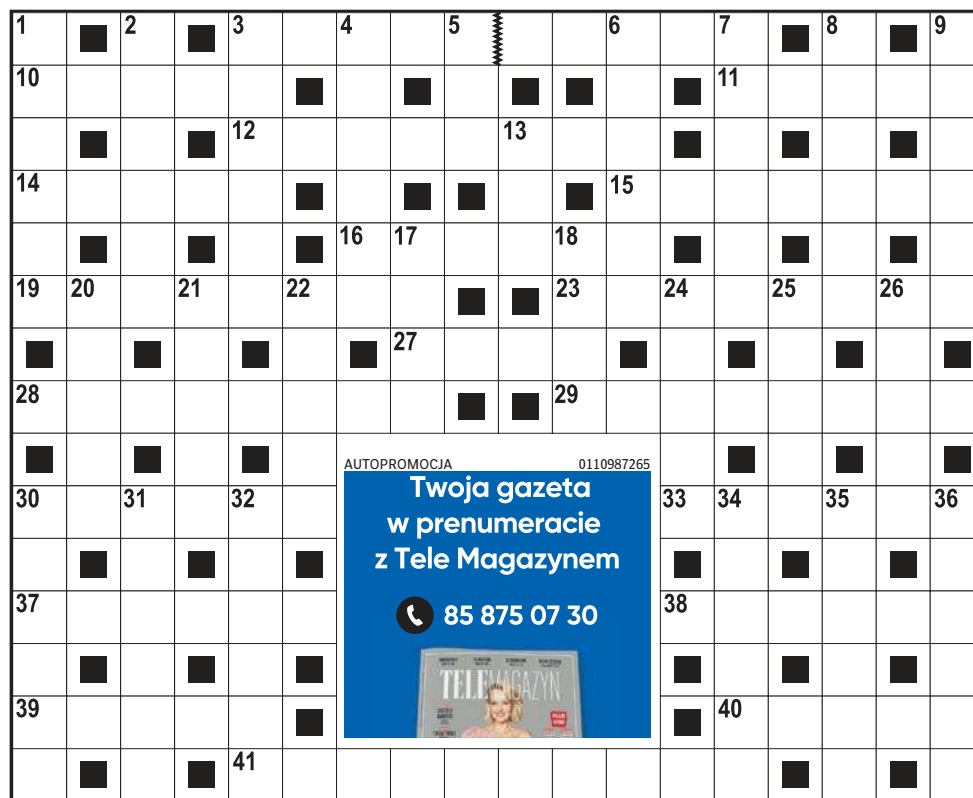 1 2 3 4 5 6 7 8 9
10 11
12 13
14 15
16 17 18
19 20 21 22 23 24 25 26
27
28 29
AUTOPROMOCJA 0110987265
Twoja gazeta
w prenumeracie
z Tele Magazynem
85 875 07 30
TELEMAGAZYN
30 31 32 33 34 35 36
37 38
39 40
41